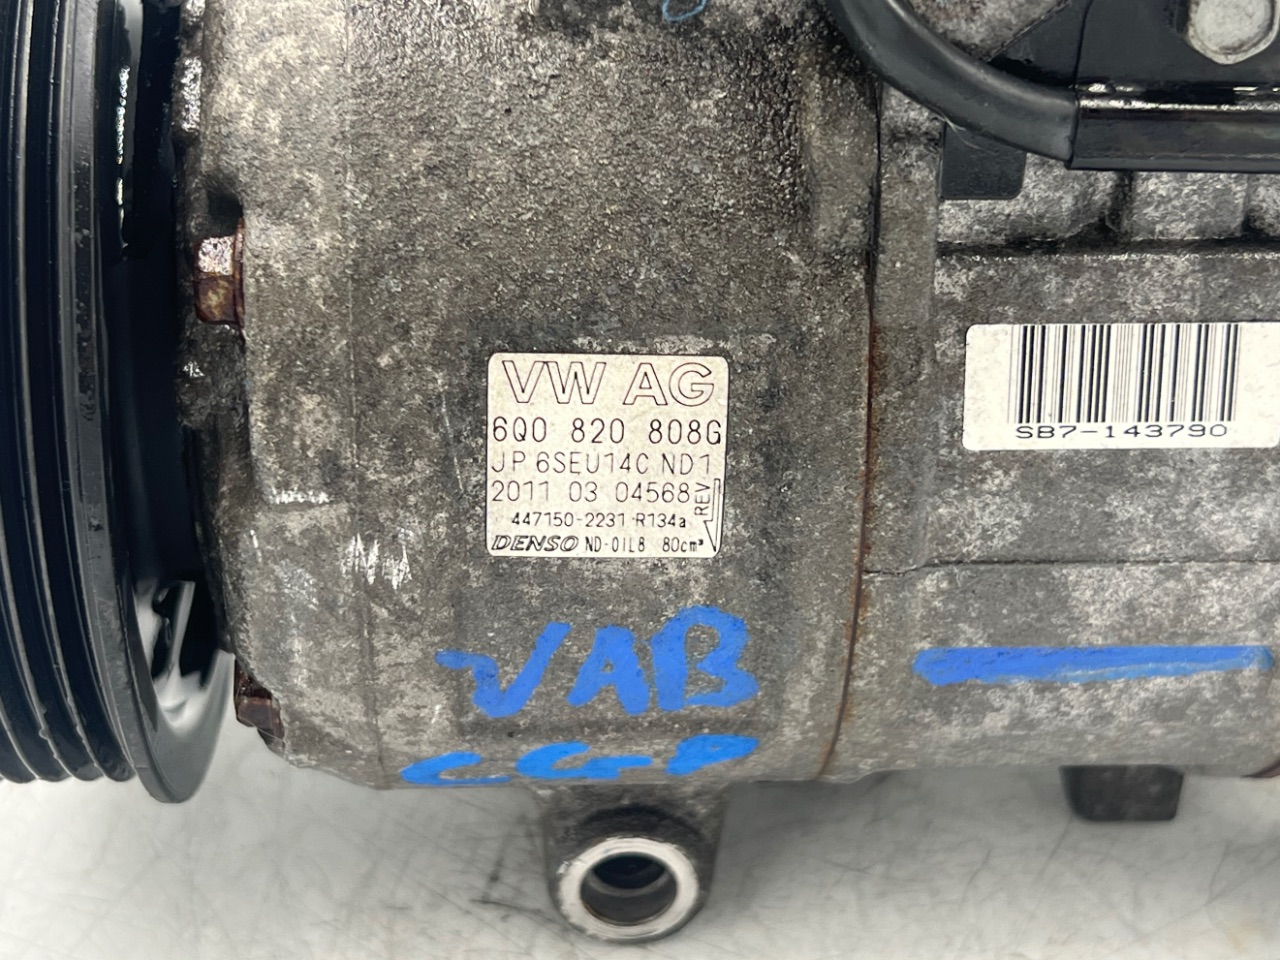 VW AG
6Q0 820 808G
JP 6SEU14C ND1
2011 03 04568
REV
447150-2231 R134a
DENSO ND-OIL8 80cm³
SB7-143790
VAB
CGP